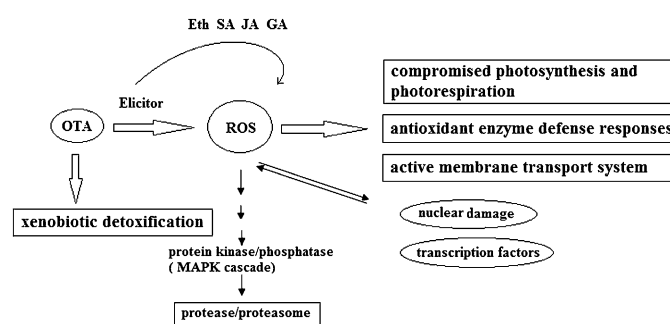 Eth SA JA GA
Elicitor
OTA
ROS
compromised photosynthesis and
photorespiration
antioxidant enzyme defense responses
active membrane transport system
xenobiotic detoxification
nuclear damage
transcription factors
protein kinase/phosphatase
( MAPK cascade)
protease/proteasome